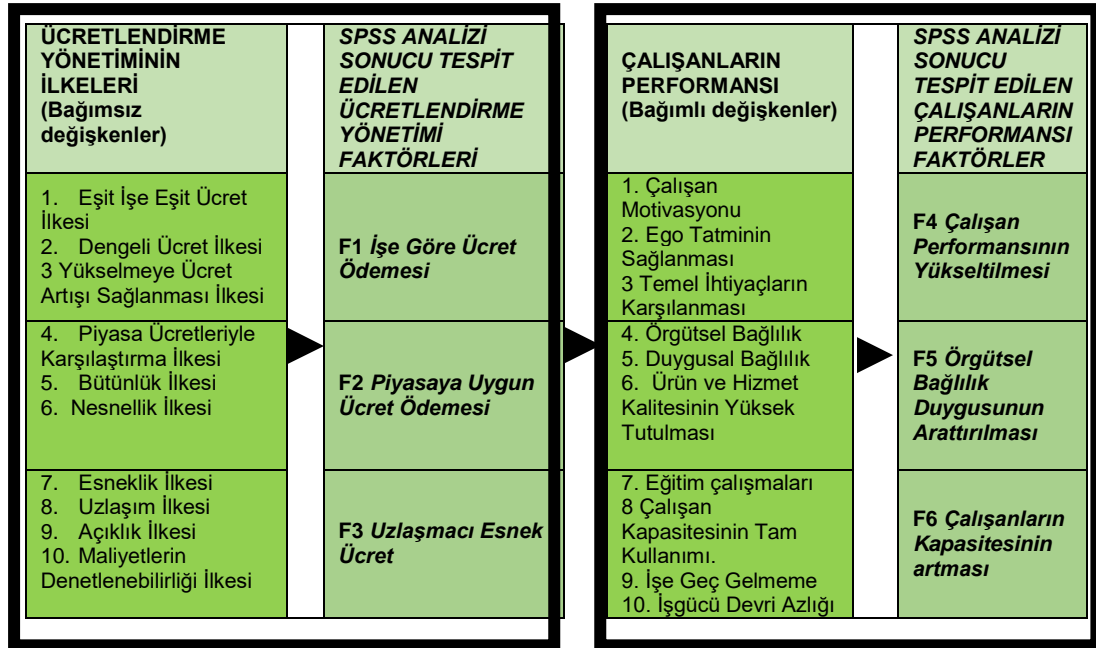 ÜCRETLENDİRME
YÖNETİMİNİN
İLKELERİ
(Bağımsız
değişkenler)
SPSS ANALİZİ
SONUCU TESPİT
EDİLEN
ÜCRETLENDİRME
YÖNETİMİ
FAKTÖRLERİ
1. Eşit İşe Eşit Ücret
İlkesi
2. Dengeli Ücret İlkesi
3 Yükselmeye Ücret
Artışı Sağlanması İlkesi
F1 İşe Göre Ücret
Ödemesi
4. Piyasa Ücretleriyle
Karşılaştırma İlkesi
5. Bütünlük İlkesi
6. Nesnellik İlkesi
F2 Piyasaya Uygun
Ücret Ödemesi
7. Esneklik İlkesi
8. Uzlaşım İlkesi
9. Açıklık İlkesi
10. Maliyetlerin
Denetlenebilirliği İlkesi
F3 Uzlaşmacı Esnek
Ücret
ÇALIŞANLARIN
PERFORMANSI
(Bağımlı değişkenler)
SPSS ANALİZİ
SONUCU
TESPİT EDİLEN
ÇALIŞANLARIN
PERFORMANSI
FAKTÖRLER
1. Çalışan
Motivasyonu
2. Ego Tatminin
Sağlanması
3 Temel İhtiyaçların
Karşılanması
F4 Çalışan
Performansının
Yükseltilmesi
4. Örgütsel Bağlılık
5. Duygusal Bağlılık
6. Ürün ve Hizmet
Kalitesinin Yüksek
Tutulması
F5 Örgütsel
Bağlılık
Duygusunun
Arattırılması
7. Eğitim çalışmaları
8 Çalışan
Kapasitesinin Tam
Kullanımı.
9. İşe Geç Gelmeme
10. İşgücü Devri Azlığı
F6 Çalışanların
Kapasitesinin
artması